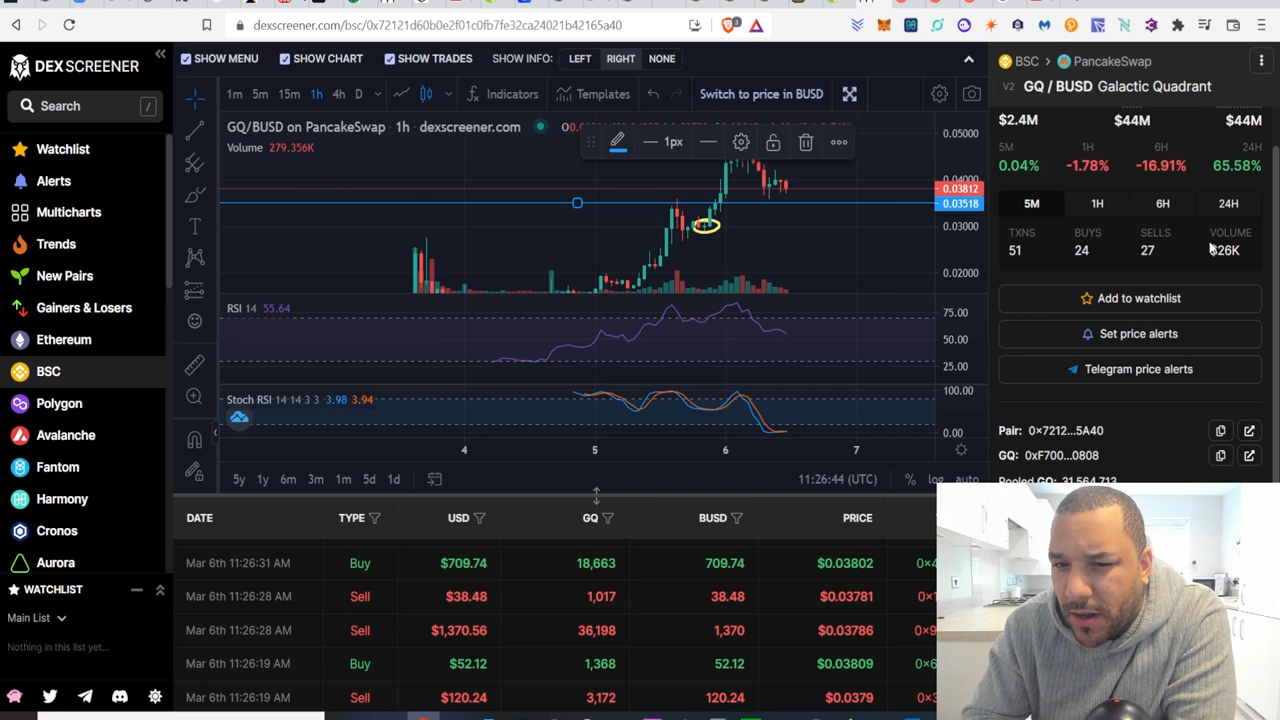 dexscreener.com/bsc/0x72121d60b0e2f01c0fb7fe32ca24021b42165a40
3
DEX SCREENER
Search /
Watchlist
Alerts
Multicharts
Trends
New Pairs
Gainers & Losers
Ethereum
BSC
Polygon
Avalanche
Fantom
Harmony
Cronos
Aurora
WATCHLIST
Main List
Nothing in this list yet...
SHOW MENU SHOW CHART SHOW TRADES SHOW INFO: LEFT RIGHT NONE
1m 5m 15m 1h 4h D Indicators Templates Switch to price in BUSD
GQ/BUSD on PancakeSwap · 1h · dexscreener.com
Volume 279.356K
1px
0.05000
0.04000
0.03812
0.03518
0.03000
0.02000
RSI 14 55.64
75.00
50.00
25.00
Stoch RSI 14 14 3 3 3.98 3.94
100.00
0.00
4 5 6 7
5y 1y 6m 3m 1m 5d 1d 11:26:44 (UTC) % log auto
DATE TYPE USD GQ BUSD PRICE
Mar 6th 11:26:31 AM Buy $709.74 18,663 709.74 $0.03802
Mar 6th 11:26:28 AM Sell $38.48 1,017 38.48 $0.03781
Mar 6th 11:26:28 AM Sell $1,370.56 36,198 1,370 $0.03786
Mar 6th 11:26:19 AM Buy $52.12 1,368 52.12 $0.03809
Mar 6th 11:26:19 AM Sell $120.24 3,172 120.24 $0.0379
BSC > PancakeSwap
V2 GQ / BUSD Galactic Quadrant
$2.4M $44M $44M
5M 1H 6H 24H
0.04% -1.78% -16.91% 65.58%
5M 1H 6H 24H
TXNS BUYS SELLS VOLUME
51 24 27 $26K
Add to watchlist
Set price alerts
Telegram price alerts
Pair: 0×7212...5A40
GQ: 0xF700...0808
Pooled GQ: 31,564,713